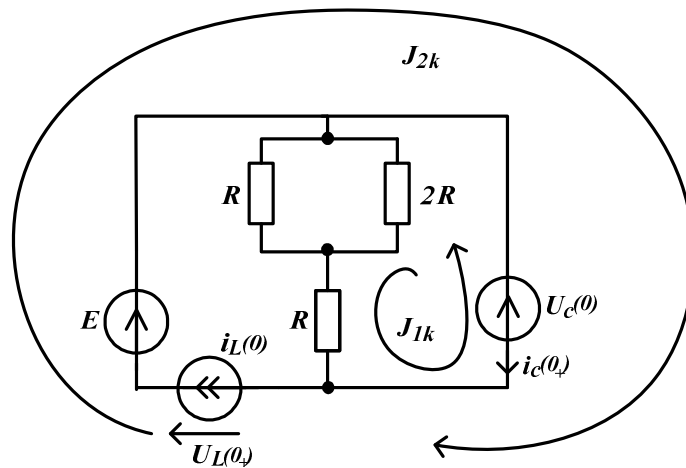 J2k
R
2R
E
R
J1k
Uc(0)
iL(0)
ic(0+)
UL(0+)